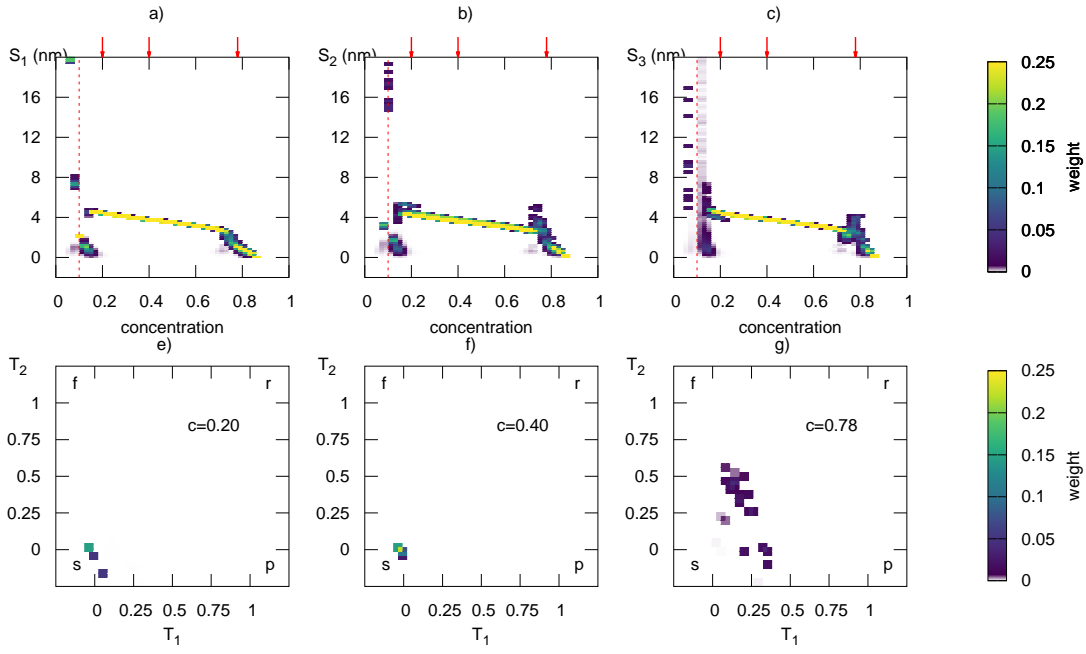 a) b) c)
S1 (nm) S2 (nm) S3 (nm)
16 16 16
12 12 12
8 8 8
4 4 4
0 0 0
0 0.2 0.4 0.6 0.8 1 0 0.2 0.4 0.6 0.8 1 0 0.2 0.4 0.6 0.8 1
concentration concentration concentration
0.25
0.2
0.15
0.1
0.05
0
weight
e) f) g)
T2 T2 T2
f r f r f r
c=0.20 c=0.40 c=0.78
1 1 1
0.75 0.75 0.75
0.5 0.5 0.5
0.25 0.25 0.25
0 0 0
s p s p s p
0 0.25 0.5 0.75 1 0 0.25 0.5 0.75 1 0 0.25 0.5 0.75 1
T1 T1 T1
0.25
0.2
0.15
0.1
0.05
0
weight